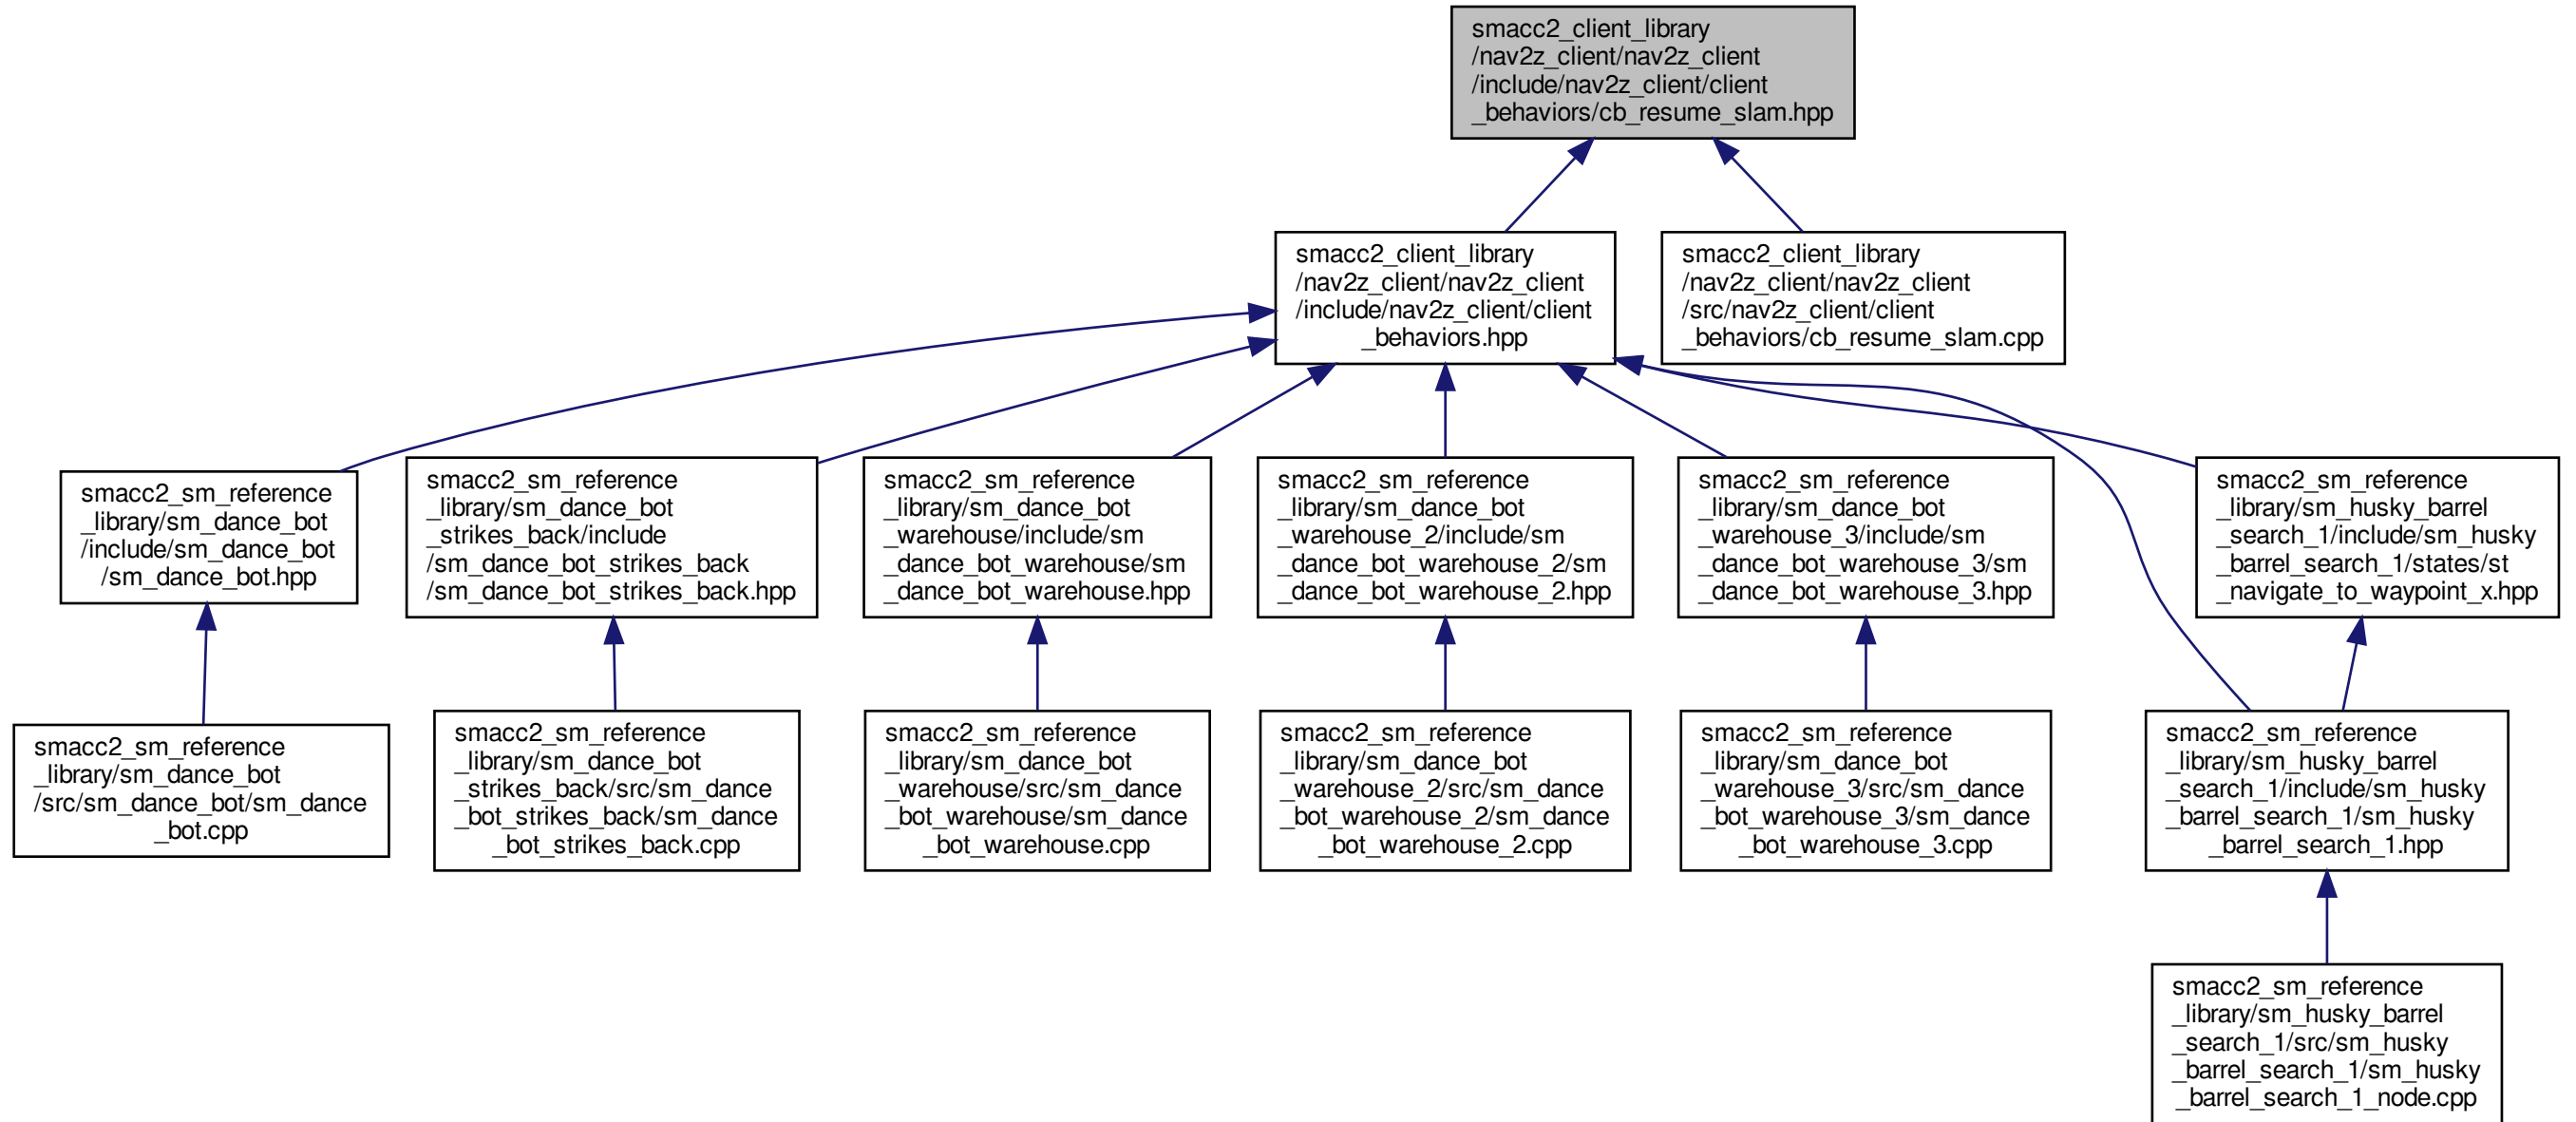 smacc2_client_library
/nav2z_client/nav2z_client
/include/nav2z_client/client
_behaviors/cb_resume_slam.hpp
smacc2_client_library
/nav2z_client/nav2z_client
/include/nav2z_client/client
_behaviors.hpp
smacc2_client_library
/nav2z_client/nav2z_client
/src/nav2z_client/client
_behaviors/cb_resume_slam.cpp
smacc2_sm_reference
_library/sm_dance_bot
/include/sm_dance_bot
/sm_dance_bot.hpp
smacc2_sm_reference
_library/sm_dance_bot
_strikes_back/include
/sm_dance_bot_strikes_back
/sm_dance_bot_strikes_back.hpp
smacc2_sm_reference
_library/sm_dance_bot
_warehouse/include/sm
_dance_bot_warehouse/sm
_dance_bot_warehouse.hpp
smacc2_sm_reference
_library/sm_dance_bot
_warehouse_2/include/sm
_dance_bot_warehouse_2/sm
_dance_bot_warehouse_2.hpp
smacc2_sm_reference
_library/sm_dance_bot
_warehouse_3/include/sm
_dance_bot_warehouse_3/sm
_dance_bot_warehouse_3.hpp
smacc2_sm_reference
_library/sm_husky_barrel
_search_1/include/sm_husky
_barrel_search_1/states/st
_navigate_to_waypoint_x.hpp
smacc2_sm_reference
_library/sm_dance_bot
/src/sm_dance_bot/sm_dance
_bot.cpp
smacc2_sm_reference
_library/sm_dance_bot
_strikes_back/src/sm_dance
_bot_strikes_back/sm_dance
_bot_strikes_back.cpp
smacc2_sm_reference
_library/sm_dance_bot
_warehouse/src/sm_dance
_bot_warehouse/sm_dance
_bot_warehouse.cpp
smacc2_sm_reference
_library/sm_dance_bot
_warehouse_2/src/sm_dance
_bot_warehouse_2/sm_dance
_bot_warehouse_2.cpp
smacc2_sm_reference
_library/sm_dance_bot
_warehouse_3/src/sm_dance
_bot_warehouse_3/sm_dance
_bot_warehouse_3.cpp
smacc2_sm_reference
_library/sm_husky_barrel
_search_1/include/sm_husky
_barrel_search_1/sm_husky
_barrel_search_1.hpp
smacc2_sm_reference
_library/sm_husky_barrel
_search_1/src/sm_husky
_barrel_search_1/sm_husky
_barrel_search_1_node.cpp